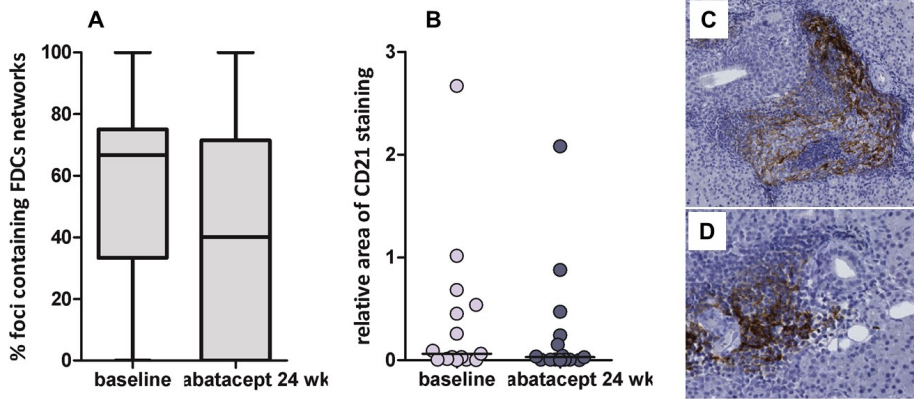 A
% foci containing FDCs networks
100
80
60
40
20
0
baseline
abatacept 24 wk
B
relative area of CD21 staining
3
2
1
0
baseline
abatacept 24 wk
C
D